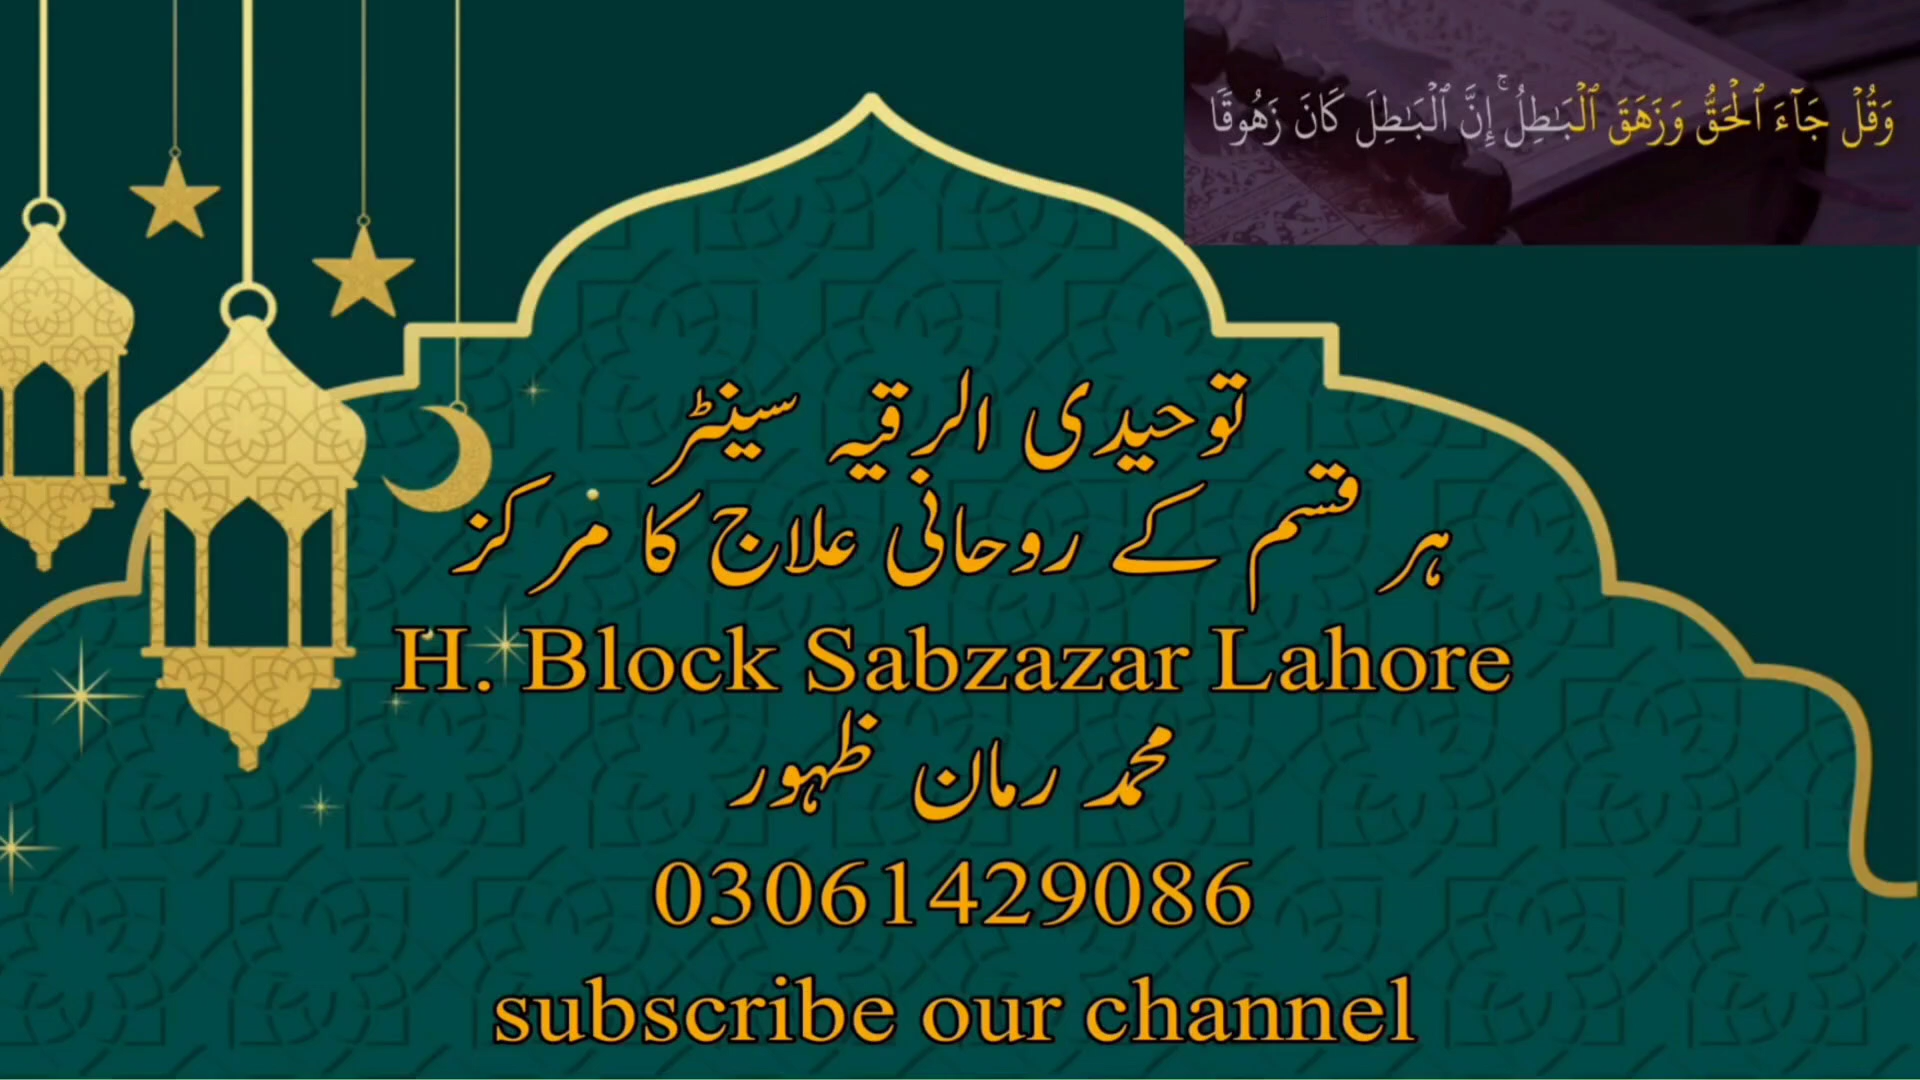 وَقُلْ جَآءَ ٱلْحَقُّ وَزَهَقَ ٱلْبَـٰطِلُ ۚ إِنَّ ٱلْبَـٰطِلَ كَانَ زَهُوقًا
توحیدی الرقیہ سینٹر
ہر قسم کے روحانی علاج کا مرکز
H. Block Sabzazar Lahore
محمد رمان ظہور
03061429086
subscribe our channel